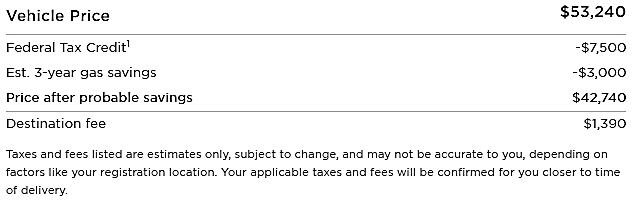 Vehicle Price $53,240
Federal Tax Credit¹ -$7,500
Est. 3-year gas savings -$3,000
Price after probable savings $42,740
Destination fee $1,390
Taxes and fees listed are estimates only, subject to change, and may not be accurate to you, depending on
factors like your registration location. Your applicable taxes and fees will be confirmed for you closer to time
of delivery.